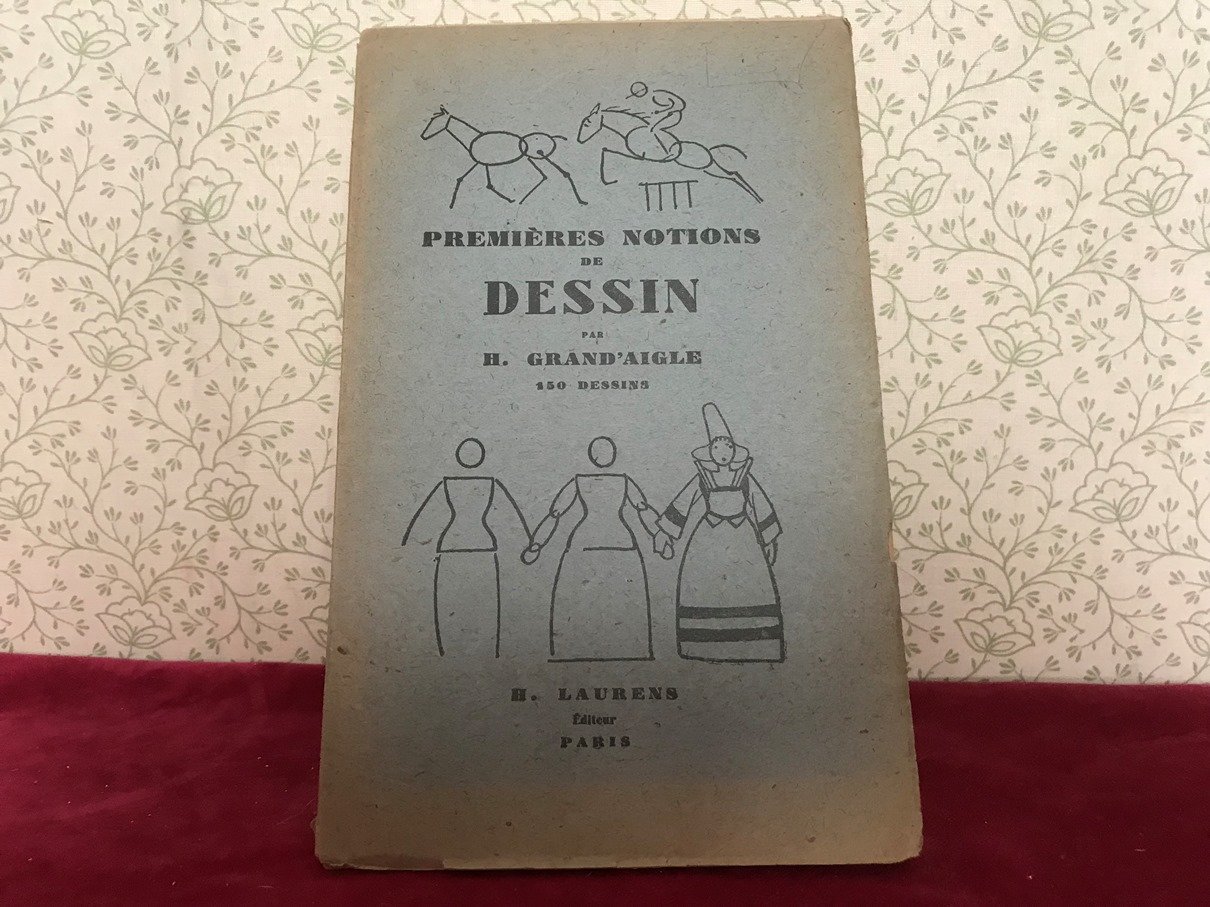 PREMIÈRES NOTIONS
DE
DESSIN
PAR
H. GRAND'AIGLE
150 DESSINS
H. LAURENS
Éditeur
PARIS